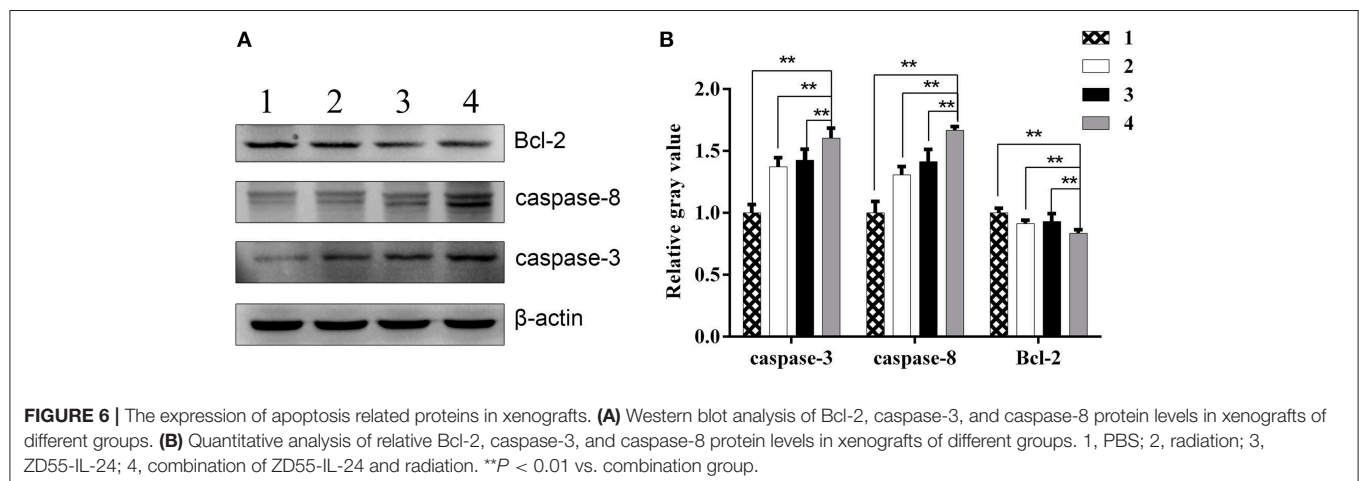 A
1 2 3 4
Bcl-2
caspase-8
caspase-3
β-actin
B
1
2
3
4
** ** **
** ** **
** ** **
Relative gray value
2.0
1.5
1.0
0.5
0.0
caspase-3 caspase-8 Bcl-2
FIGURE 6 | The expression of apoptosis related proteins in xenografts. (A) Western blot analysis of Bcl-2, caspase-3, and caspase-8 protein levels in xenografts of
different groups. (B) Quantitative analysis of relative Bcl-2, caspase-3, and caspase-8 protein levels in xenografts of different groups. 1, PBS; 2, radiation; 3,
ZD55-IL-24; 4, combination of ZD55-IL-24 and radiation. **P < 0.01 vs. combination group.